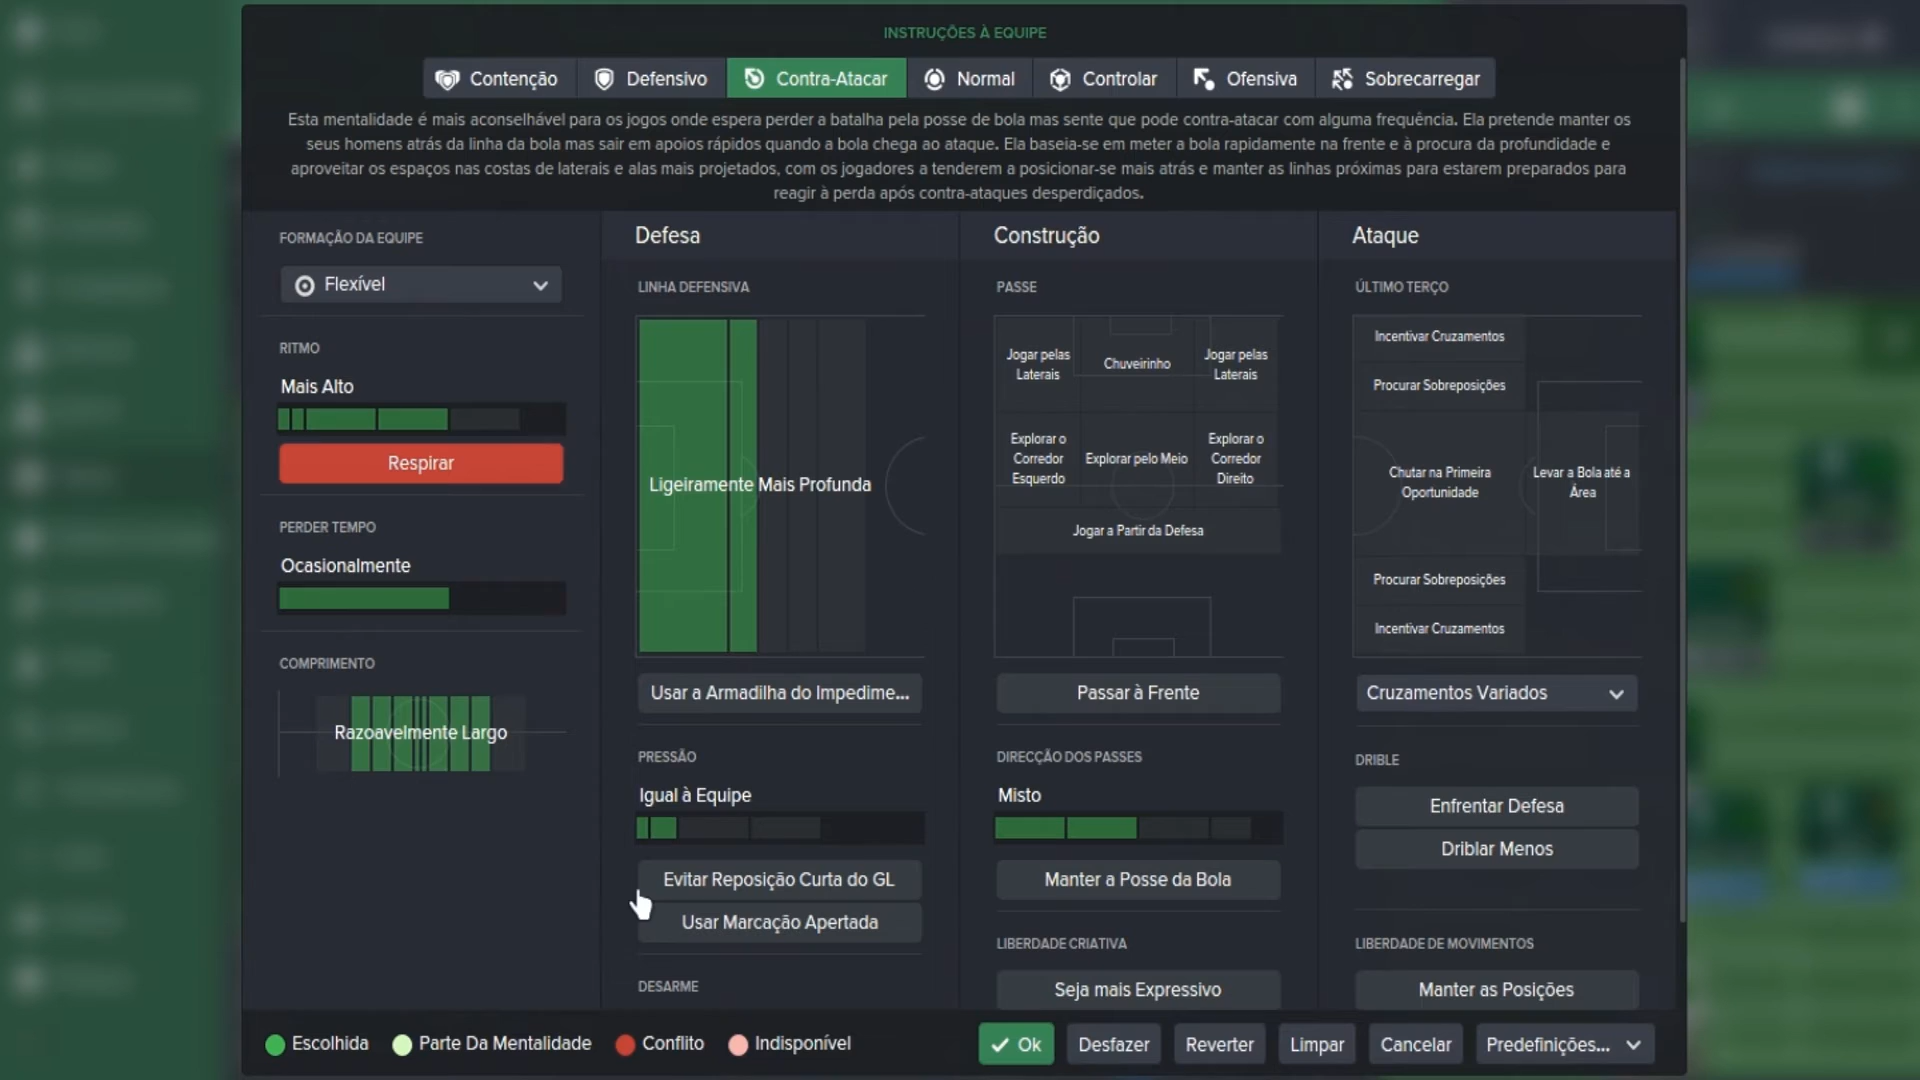 INSTRUÇÕES À EQUIPE
Contenção
Defensivo
Contra-Atacar
Normal
Controlar
Ofensiva
Sobrecarregar
Esta mentalidade é mais aconselhável para os jogos onde espera perder a batalha pela posse de bola mas sente que pode contra-atacar com alguma frequência. Ela pretende manter os
seus homens atrás da linha da bola mas sair em apoios rápidos quando a bola chega ao ataque. Ela baseia-se em meter a bola rapidamente na frente e à procura da profundidade e
aproveitar os espaços nas costas de laterais e alas mais projetados, com os jogadores a tenderem a posicionar-se mais atrás e manter as linhas próximas para estarem preparados para
reagir à perda após contra-ataques desperdiçados.
FORMAÇÃO DA EQUIPE
Flexível
RITMO
Mais Alto
Respirar
PERDER TEMPO
Ocasionalmente
COMPRIMENTO
Razoavelmente Largo
Defesa
LINHA DEFENSIVA
Ligeiramente Mais Profunda
Usar a Armadilha do Impedime...
PRESSÃO
Igual à Equipe
Evitar Reposição Curta do GL
Usar Marcação Apertada
DESARME
Construção
PASSE
Jogar pelas
Laterais
Chuveirinho
Jogar pelas
Laterais
Explorar o
Corredor
Esquerdo
Explorar pelo Meio
Explorar o
Corredor
Direito
Jogar a Partir da Defesa
Passar à Frente
DIRECÇÃO DOS PASSES
Misto
Manter a Posse da Bola
LIBERDADE CRIATIVA
Seja mais Expressivo
Ataque
ÚLTIMO TERÇO
Incentivar Cruzamentos
Procurar Sobreposições
Chutar na Primeira
Oportunidade
Levar a Bola até a
Área
Procurar Sobreposições
Incentivar Cruzamentos
Cruzamentos Variados
DRIBLE
Enfrentar Defesa
Driblar Menos
LIBERDADE DE MOVIMENTOS
Manter as Posições
Escolhida
Parte Da Mentalidade
Conflito
Indisponível
Ok
Desfazer
Reverter
Limpar
Cancelar
Predefinições...